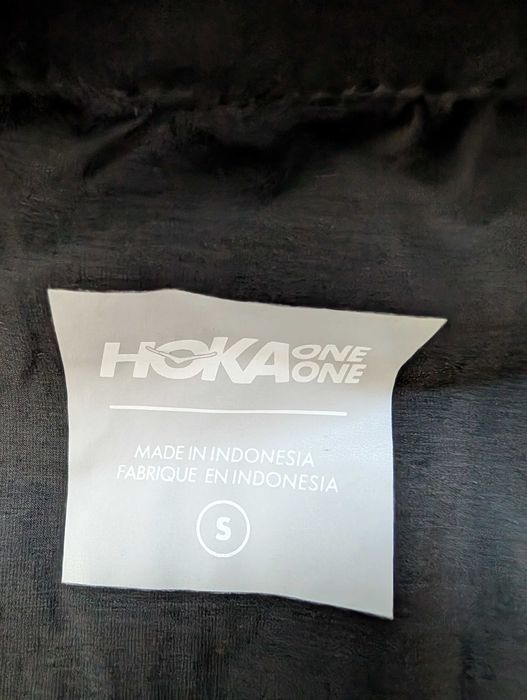 HOKA ONE ONE
MADE IN INDONESIA
FABRIQUE EN INDONESIA
S